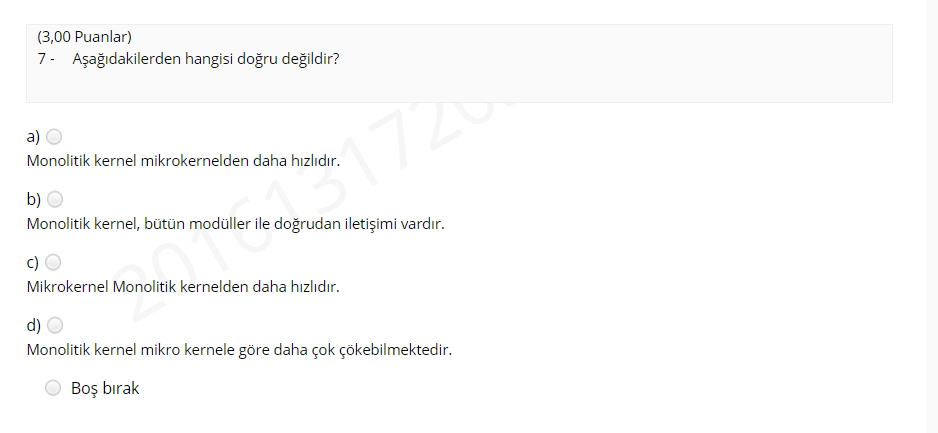 (3,00 Puanlar)
7 - Aşağıdakilerden hangisi doğru değildir?
a)
Monolitik kernel mikrokernelden daha hızlıdır.
b)
Monolitik kernel, bütün modüller ile doğrudan iletişimi vardır.
c)
Mikrokernel Monolitik kernelden daha hızlıdır.
d)
Monolitik kernel mikro kernele göre daha çok çökebilmektedir.
Boş bırak